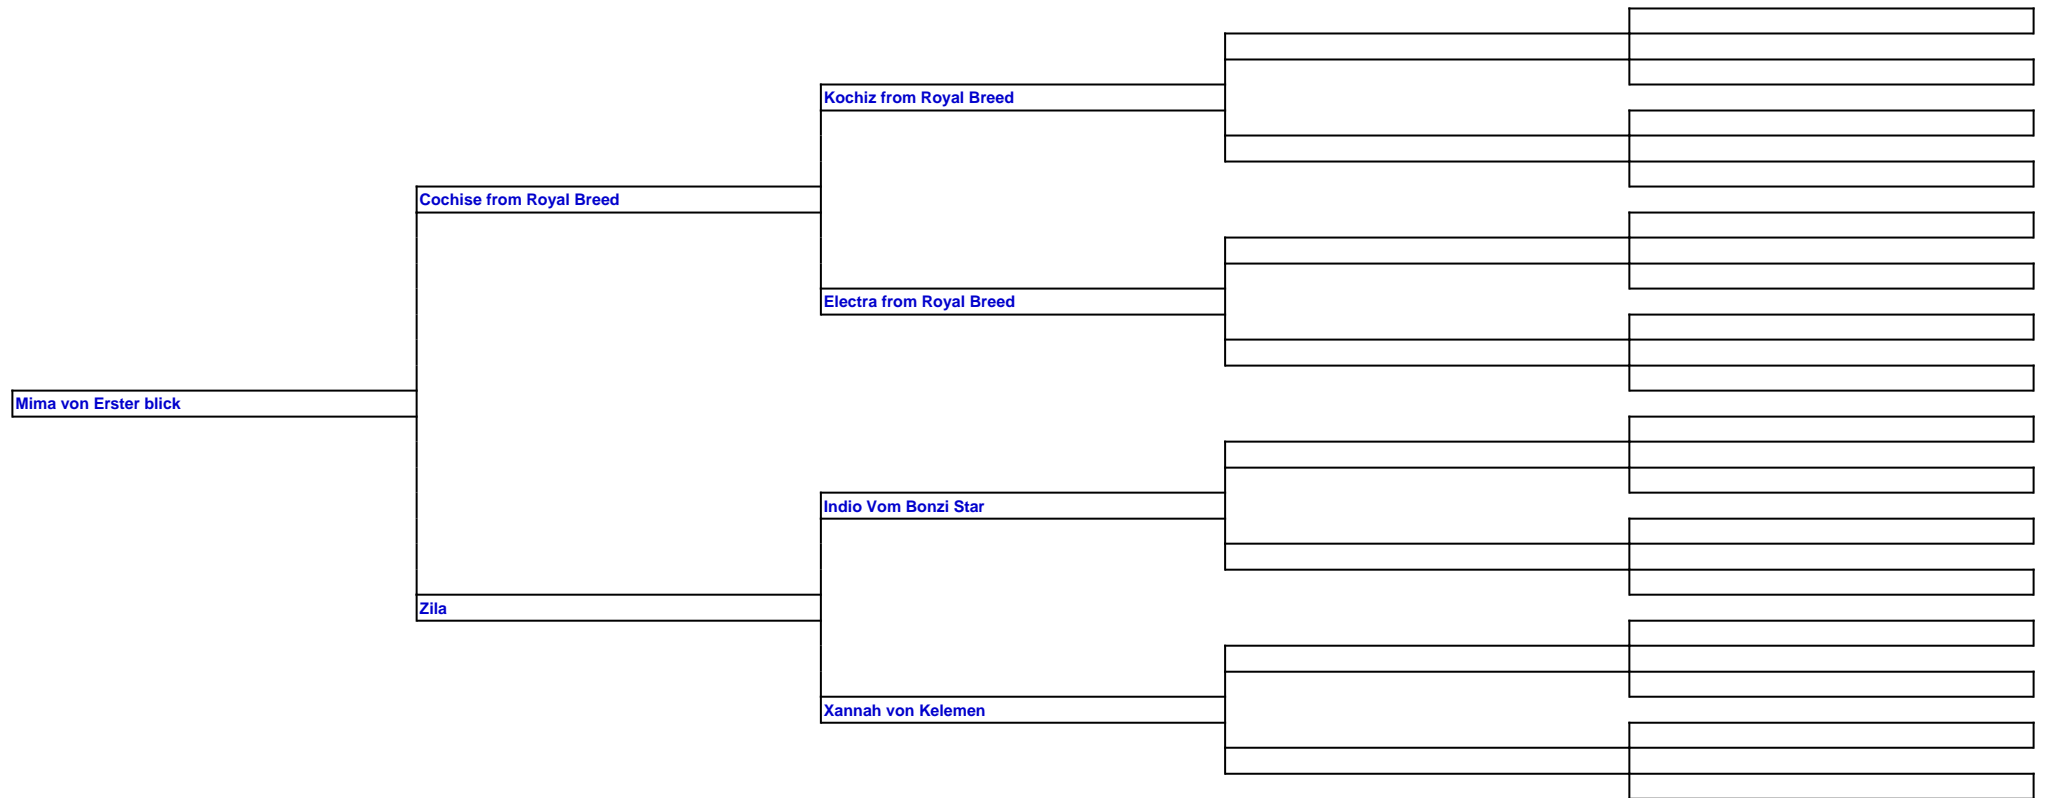 Kochiz from Royal Breed
Cochise from Royal Breed
Electra from Royal Breed
Mima von Erster blick
Indio Vom Bonzi Star
Zila
Xannah von Kelemen